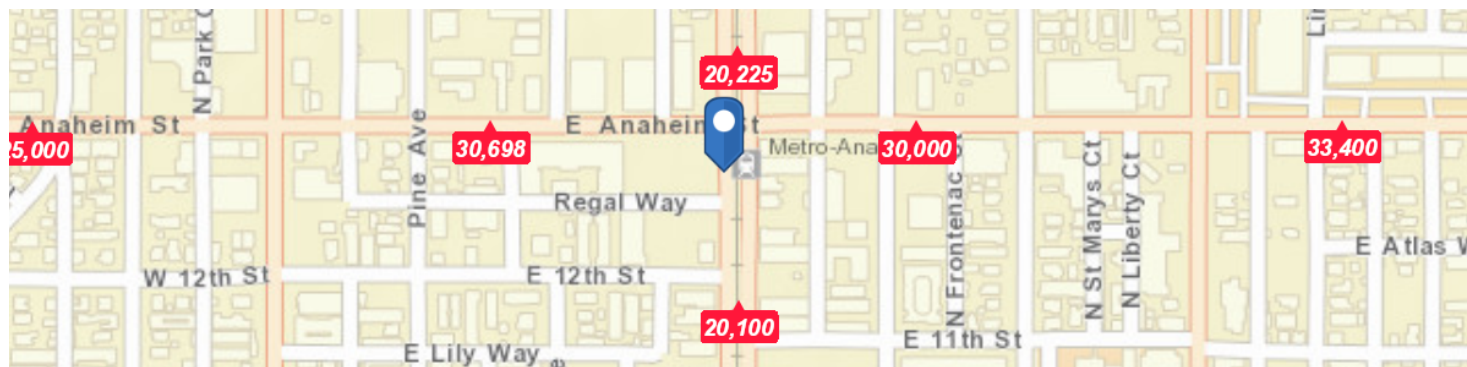 N Park C
Lin
20,225
Anaheim St
E Anaheim St
Pine Ave
25,000
30,698
Metro-Ana
30,000
33,400
Regal Way
N Frontenac C
N St Marys Ct
N Liberty Ct
W 12th St
E 12th St
E Atlas W
20,100
E 11th St
E Lily Way